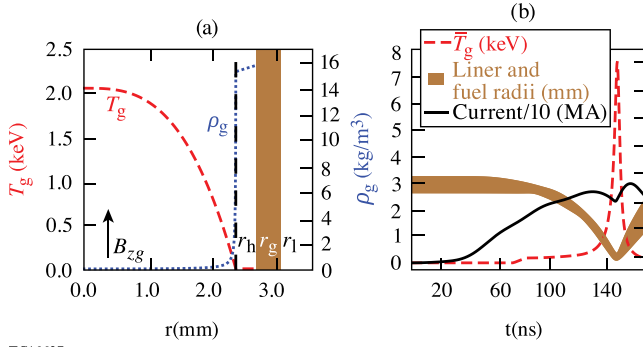 (a)
(b)
2.5
2.0
1.5
1.0
0.5
0.0
T_g (keV)
T_g
ρ_g
B_zg
r_h r_g r_l
16
14
12
10
8
6
4
2
0
ρ_g (kg/m³)
0.0 1.0 2.0 3.0
r(mm)
8
7
6
5
4
3
2
1
0
T̅_g (keV)
Liner and
fuel radii (mm)
Current/10 (MA)
20 60 100 140
t(ns)